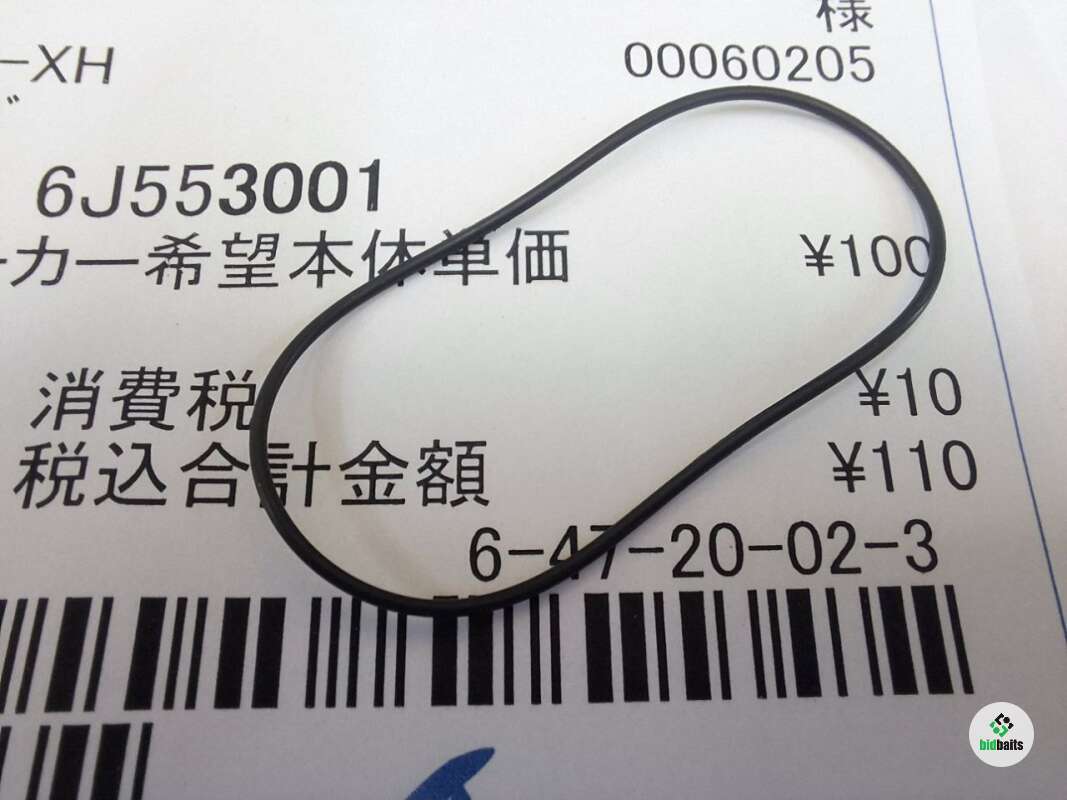 様
-XH 00060205
6J553001
ーカー希望本体単価 ¥100
消費税 ¥10
税込合計金額 ¥110
6-47-20-02-3
bidbaits